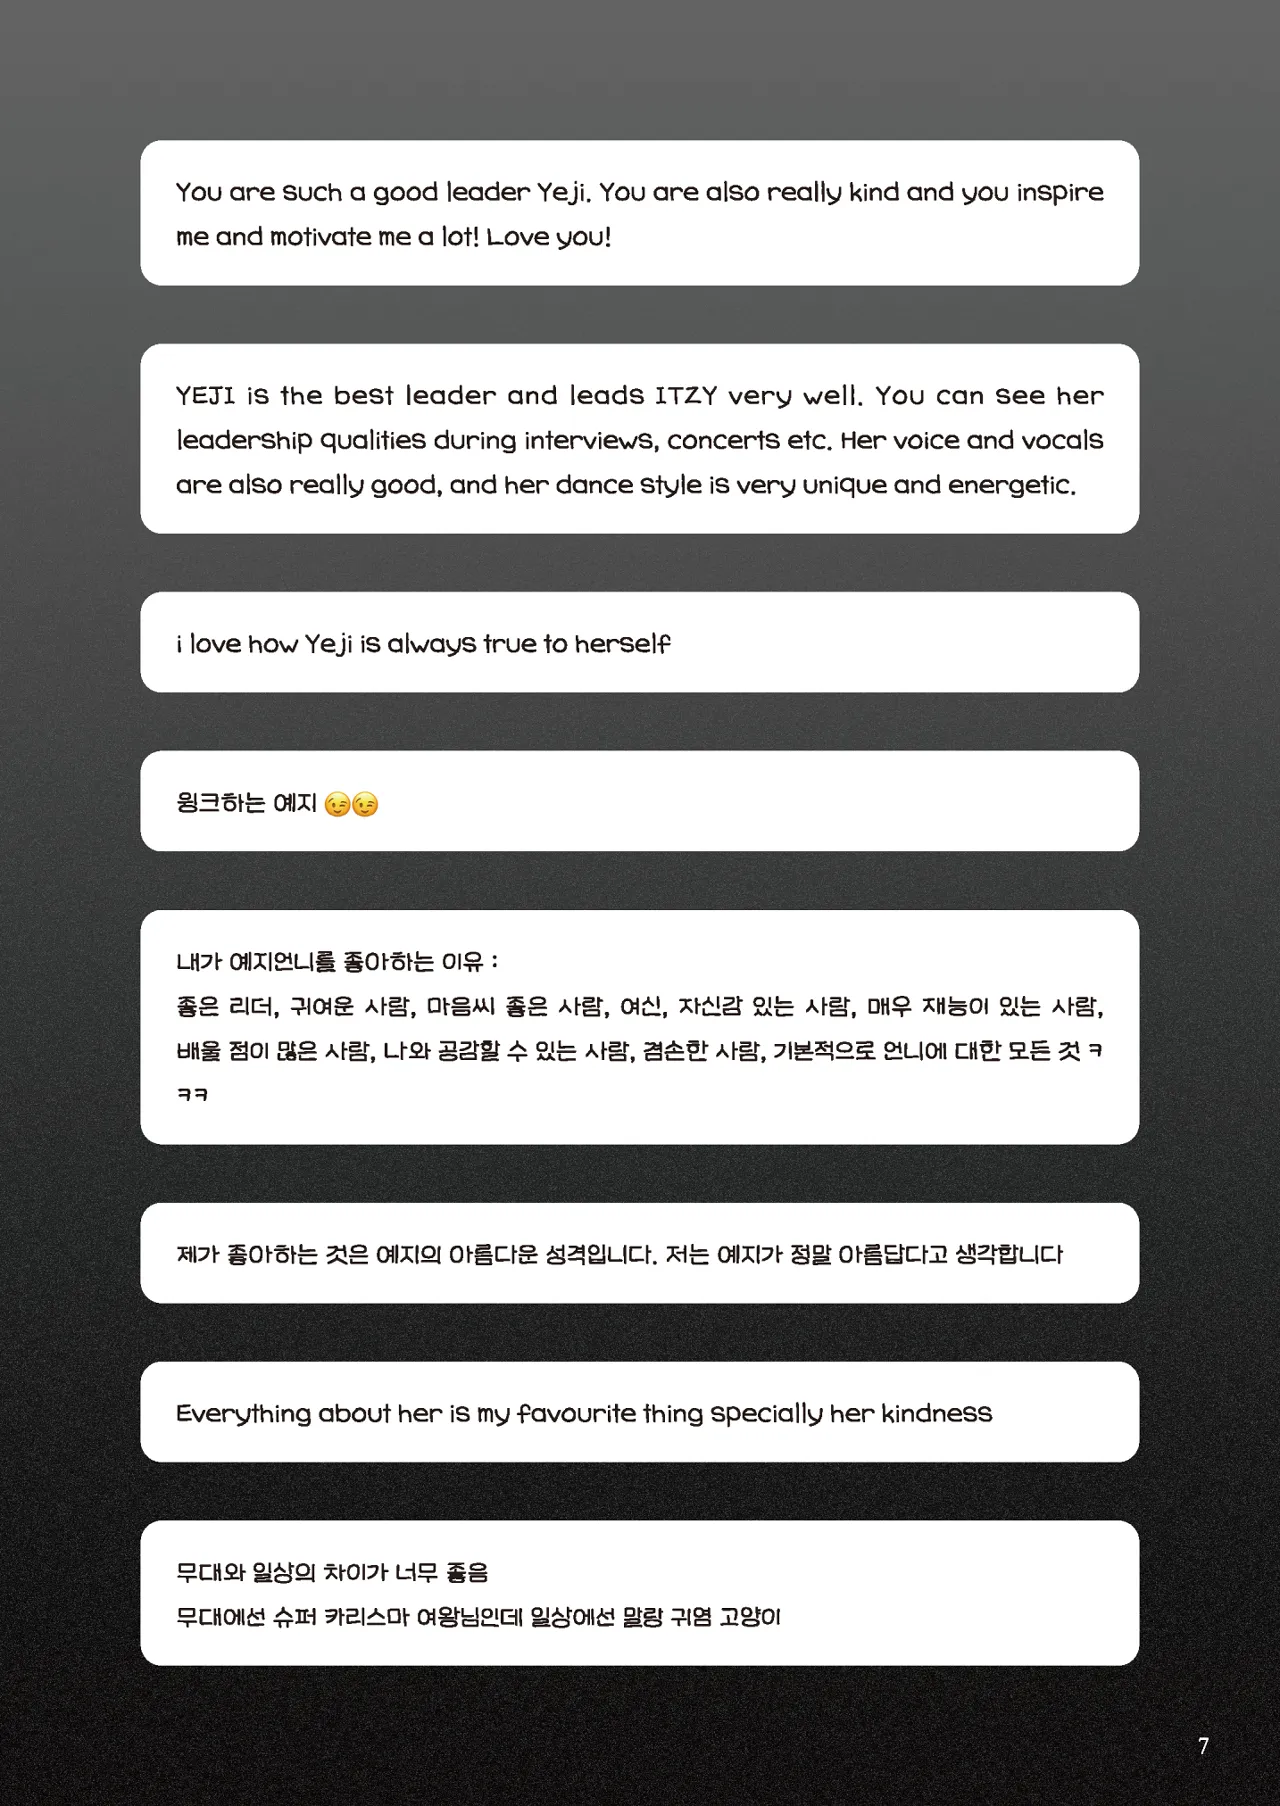 You are such a good leader Yeji. You are also really kind and you inspire
me and motivate me a lot! Love you!
YEJI is the best leader and leads ITZY very well. You can see her
leadership qualities during interviews, concerts etc. Her voice and vocals
are also really good, and her dance style is very unique and energetic.
i love how Yeji is always true to herself
윙크하는 예지 😉😉
내가 예지언니를 좋아하는 이유 :
좋은 리더, 귀여운 사람, 마음씨 좋은 사람, 여신, 자신감 있는 사람, 매우 재능이 있는 사람,
배울 점이 많은 사람, 나와 공감할 수 있는 사람, 겸손한 사람, 기본적으로 언니에 대한 모든 것 ㅋ
ㅋㅋ
제가 좋아하는 것은 예지의 아름다운 성격입니다. 저는 예지가 정말 아름답다고 생각합니다
Everything about her is my favourite thing specially her kindness
무대와 일상의 차이가 너무 좋음
무대에선 슈퍼 카리스마 여왕님인데 일상에선 말랑 귀염 고양이
7